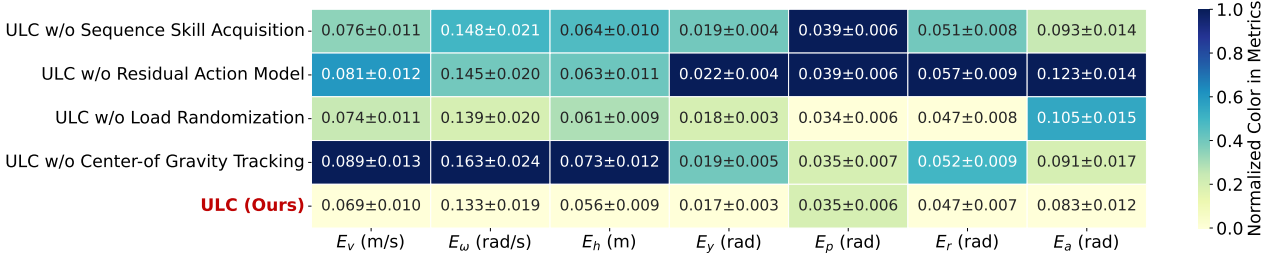 ULC w/o Sequence Skill Acquisition 0.076±0.011 0.148±0.021 0.064±0.010 0.019±0.004 0.039±0.006 0.051±0.008 0.093±0.014
ULC w/o Residual Action Model 0.081±0.012 0.145±0.020 0.063±0.011 0.022±0.004 0.039±0.006 0.057±0.009 0.123±0.014
ULC w/o Load Randomization 0.074±0.011 0.139±0.020 0.061±0.009 0.018±0.003 0.034±0.006 0.047±0.008 0.105±0.015
ULC w/o Center-of Gravity Tracking 0.089±0.013 0.163±0.024 0.073±0.012 0.019±0.005 0.035±0.007 0.052±0.009 0.091±0.017
ULC (Ours) 0.069±0.010 0.133±0.019 0.056±0.009 0.017±0.003 0.035±0.006 0.047±0.007 0.083±0.012
E_v (m/s) E_ω (rad/s) E_h (m) E_y (rad) E_p (rad) E_r (rad) E_a (rad)
1.0
0.8
0.6
0.4
0.2
0.0
Normalized Color in Metrics